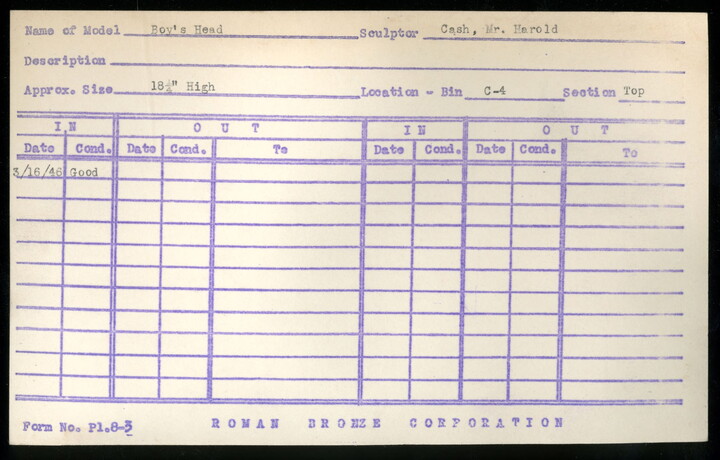 Name of Model Boy's Head Sculptor Cash, Mr. Harold
Description
Approx. Size 18½" High Location - Bin C-4 Section Top
IN OUT IN OUT
Date Cond. Date Cond. To Date Cond. Date Cond. To
3/16/46 Good
Form No. Pl.8-3 ROMAN BRONZE CORPORATION